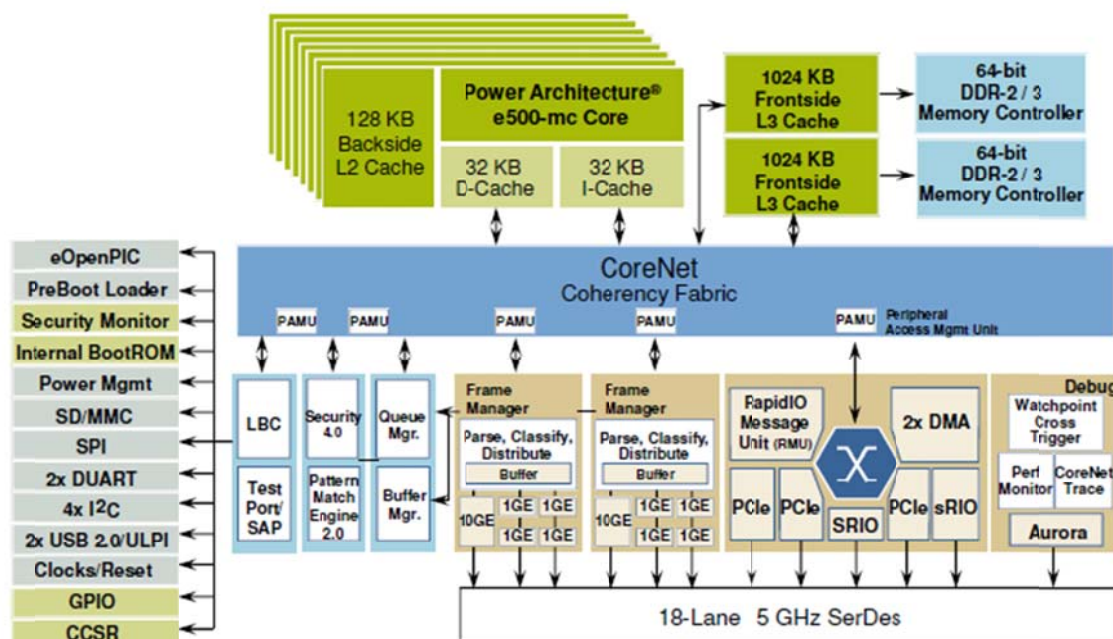 128 KB
Backside
L2 Cache
Power Architecture®
e500-mc Core
32 KB
D-Cache
32 KB
I-Cache
1024 KB
Frontside
L3 Cache
64-bit
DDR-2 / 3
Memory Controller
1024 KB
Frontside
L3 Cache
64-bit
DDR-2 / 3
Memory Controller
eOpenPIC
PreBoot Loader
Security Monitor
Internal BootROM
Power Mgmt
SD/MMC
SPI
2x DUART
4x I²C
2x USB 2.0/ULPI
Clocks/Reset
GPIO
CCSR
CoreNet
Coherency Fabric
PAMU
PAMU
PAMU
PAMU
PAMU
Peripheral
Access Mgmt Unit
LBC
Test
Port/
SAP
Security
4.0
Pattern
Match
Engine
2.0
Queue
Mgr.
Buffer
Mgr.
Frame
Manager
Parse, Classify,
Distribute
Buffer
10GE
1GE
1GE
1GE
1GE
Frame
Manager
Parse, Classify,
Distribute
Buffer
10GE
1GE
1GE
1GE
1GE
RapidIO
Message
Unit (RMU)
2x DMA
PCIe
PCIe
SRIO
PCIe
sRIO
Debug
Watchpoint
Cross
Trigger
Perf
Monitor
CoreNet
Trace
Aurora
18-Lane 5 GHz SerDes